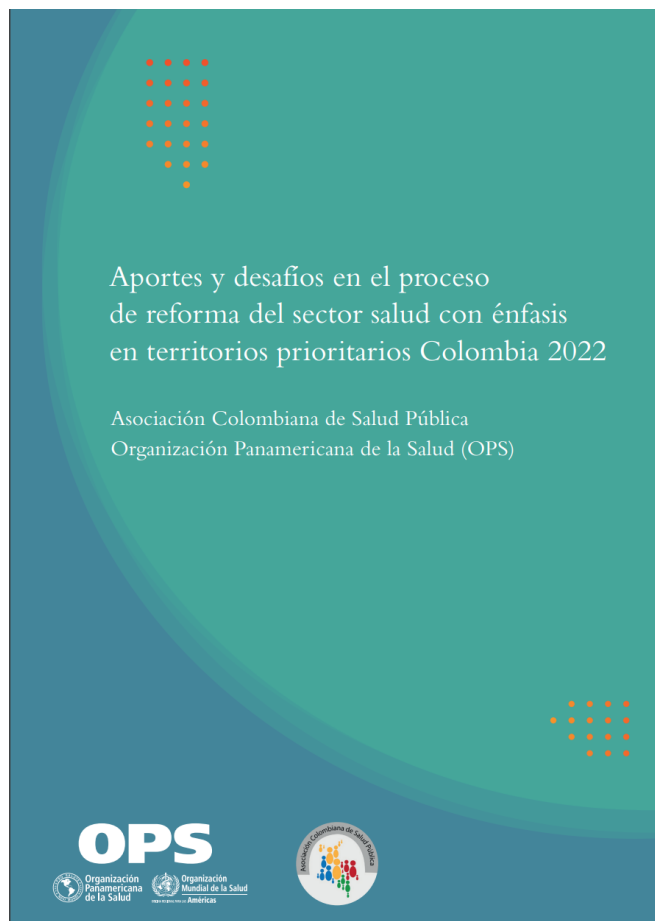 Aportes y desafíos en el proceso
de reforma del sector salud con énfasis
en territorios prioritarios Colombia 2022
Asociación Colombiana de Salud Pública
Organización Panamericana de la Salud (OPS)
OPS
Organización
Panamericana
de la Salud
Organización
Mundial de la Salud
Américas
Asociación Colombiana de Salud Pública